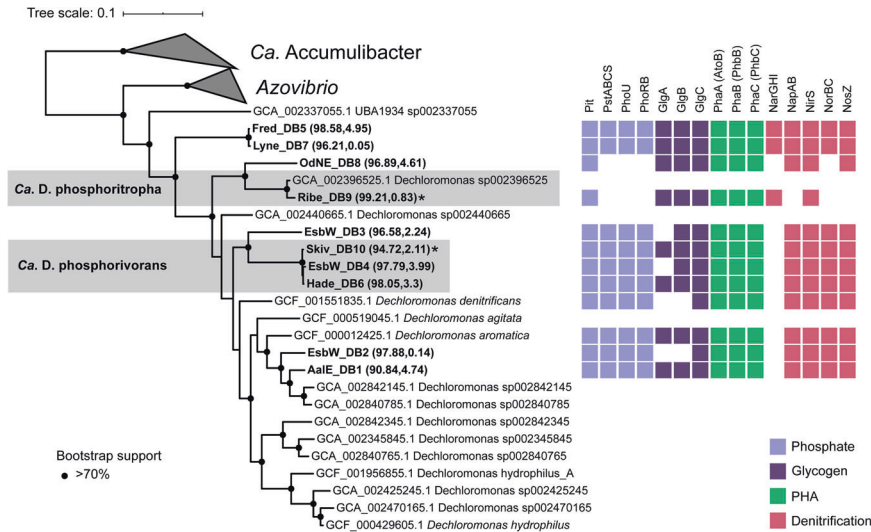 Tree scale: 0.1
Ca. Accumulibacter
Azovibrio
Pit
PstABCS
PhoU
PhoRB
GlgA
GlgB
GlgC
PhaA (AtoB)
PhaB (PhbB)
PhaC (PhbC)
NarGHI
NapAB
NirS
NorBC
NosZ
GCA_002337055.1 UBA1934 sp002337055
Fred_DB5 (98.58,4.95)
Lyne_DB7 (96.21,0.05)
OdNE_DB8 (96.89,4.61)
Ca. D. phosphoritropha
GCA_002396525.1 Dechloromonas sp002396525
Ribe_DB9 (99.21,0.83)*
GCA_002440665.1 Dechloromonas sp002440665
EsbW_DB3 (96.58,2.24)
Ca. D. phosphorivorans
Skiv_DB10 (94.72,2.11)*
EsbW_DB4 (97.79,3.99)
Hade_DB6 (98.05,3.3)
GCF_001551835.1 Dechloromonas denitrificans
GCF_000519045.1 Dechloromonas agitata
GCF_000012425.1 Dechloromonas aromatica
EsbW_DB2 (97.88,0.14)
AalE_DB1 (90.84,4.74)
GCA_002842145.1 Dechloromonas sp002842145
GCA_002840785.1 Dechloromonas sp002840785
GCA_002842345.1 Dechloromonas sp002842345
GCA_002345845.1 Dechloromonas sp002345845
GCA_002840765.1 Dechloromonas sp002840765
GCF_001956855.1 Dechloromonas hydrophilus_A
GCA_002425245.1 Dechloromonas sp002425245
GCA_002470165.1 Dechloromonas sp002470165
GCF_000429605.1 Dechloromonas hydrophilus
Bootstrap support
>70%
Phosphate
Glycogen
PHA
Denitrification